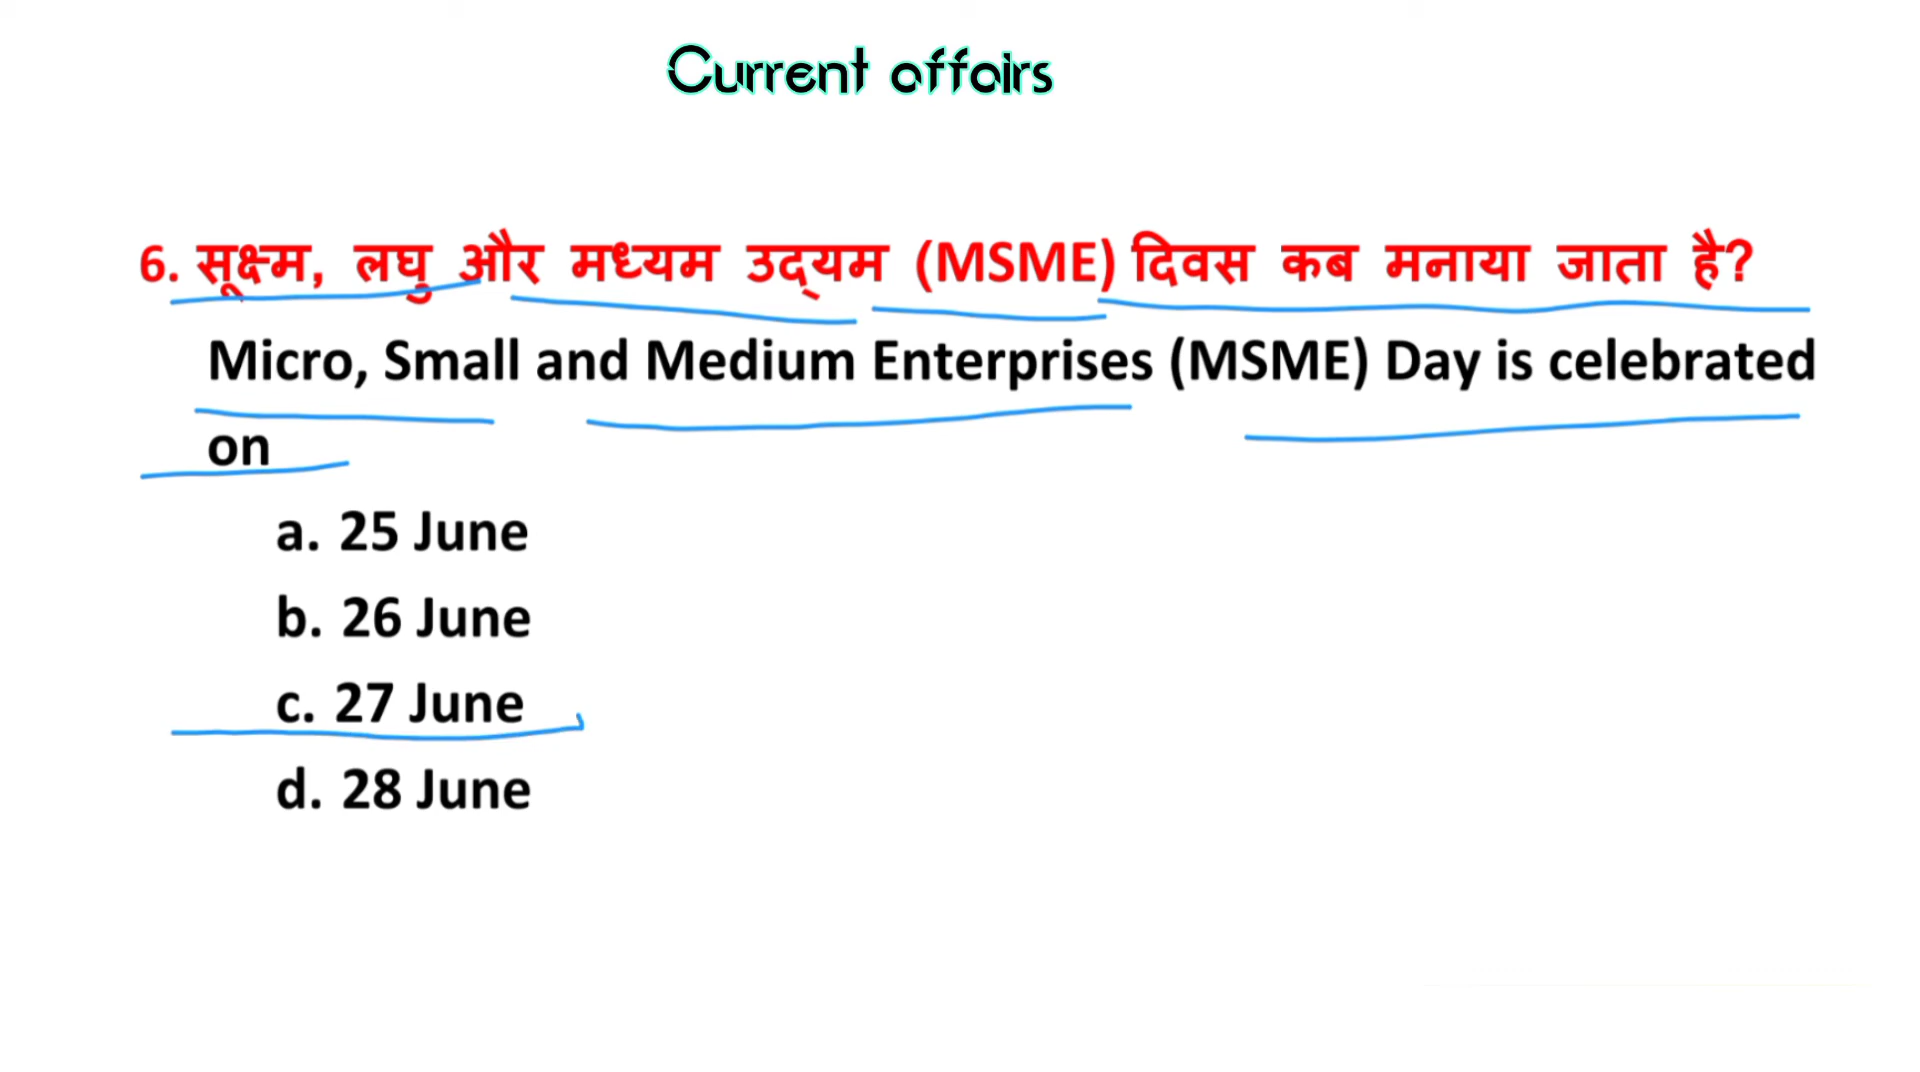 Current affairs
6. सूक्ष्म, लघु और मध्यम उद्यम (MSME) दिवस कब मनाया जाता है?
Micro, Small and Medium Enterprises (MSME) Day is celebrated
on
a. 25 June
b. 26 June
c. 27 June
d. 28 June